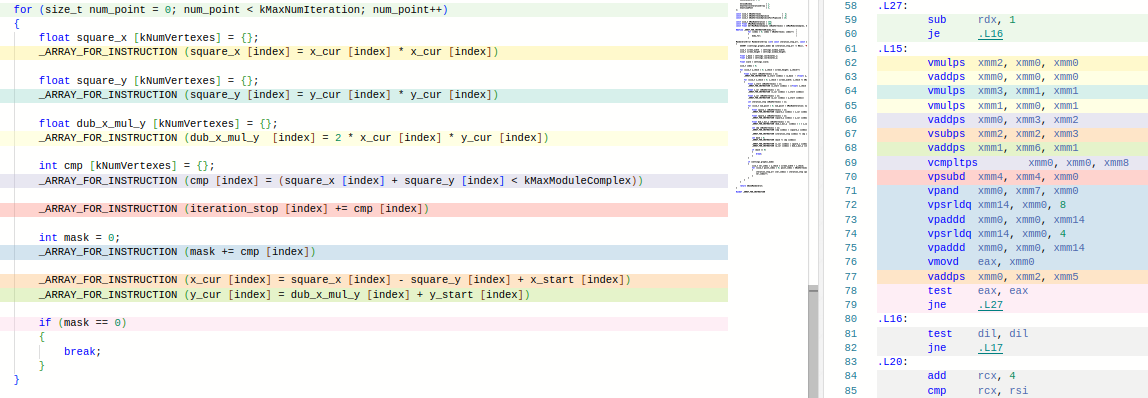 for (size_t num_point = 0; num_point < kMaxNumIteration; num_point++)
{
    float square_x [kNumVertexes] = {};
    _ARRAY_FOR_INSTRUCTION (square_x [index] = x_cur [index] * x_cur [index])

    float square_y [kNumVertexes] = {};
    _ARRAY_FOR_INSTRUCTION (square_y [index] = y_cur [index] * y_cur [index])

    float dub_x_mul_y [kNumVertexes] = {};
    _ARRAY_FOR_INSTRUCTION (dub_x_mul_y  [index] = 2 * x_cur [index] * y_cur [index])

    int cmp [kNumVertexes] = {};
    _ARRAY_FOR_INSTRUCTION (cmp [index] = (square_x [index] + square_y [index] < kMaxModuleComplex))

    _ARRAY_FOR_INSTRUCTION (iteration_stop [index] += cmp [index])

    int mask = 0;
    _ARRAY_FOR_INSTRUCTION (mask += cmp [index])

    _ARRAY_FOR_INSTRUCTION (x_cur [index] = square_x [index] - square_y [index] + x_start [index])
    _ARRAY_FOR_INSTRUCTION (y_cur [index] = dub_x_mul_y [index] + y_start [index])

    if (mask == 0)
    {
        break;
    }
}
58 .L27:
59 sub rdx, 1
60 je .L16
61 .L15:
62 vmulps xmm2, xmm0, xmm0
63 vaddps xmm0, xmm0, xmm0
64 vmulps xmm3, xmm1, xmm1
65 vmulps xmm1, xmm0, xmm1
66 vaddps xmm0, xmm3, xmm2
67 vsubps xmm2, xmm2, xmm3
68 vaddps xmm1, xmm6, xmm1
69 vcmpltps xmm0, xmm0, xmm8
70 vpsubd xmm4, xmm4, xmm0
71 vpand xmm0, xmm7, xmm0
72 vpsrldq xmm14, xmm0, 8
73 vpaddd xmm0, xmm0, xmm14
74 vpsrldq xmm14, xmm0, 4
75 vpaddd xmm0, xmm0, xmm14
76 vmovd eax, xmm0
77 vaddps xmm0, xmm2, xmm5
78 test eax, eax
79 jne .L27
80 .L16:
81 test dil, dil
82 jne .L17
83 .L20:
84 add rcx, 4
85 cmp rcx, rsi